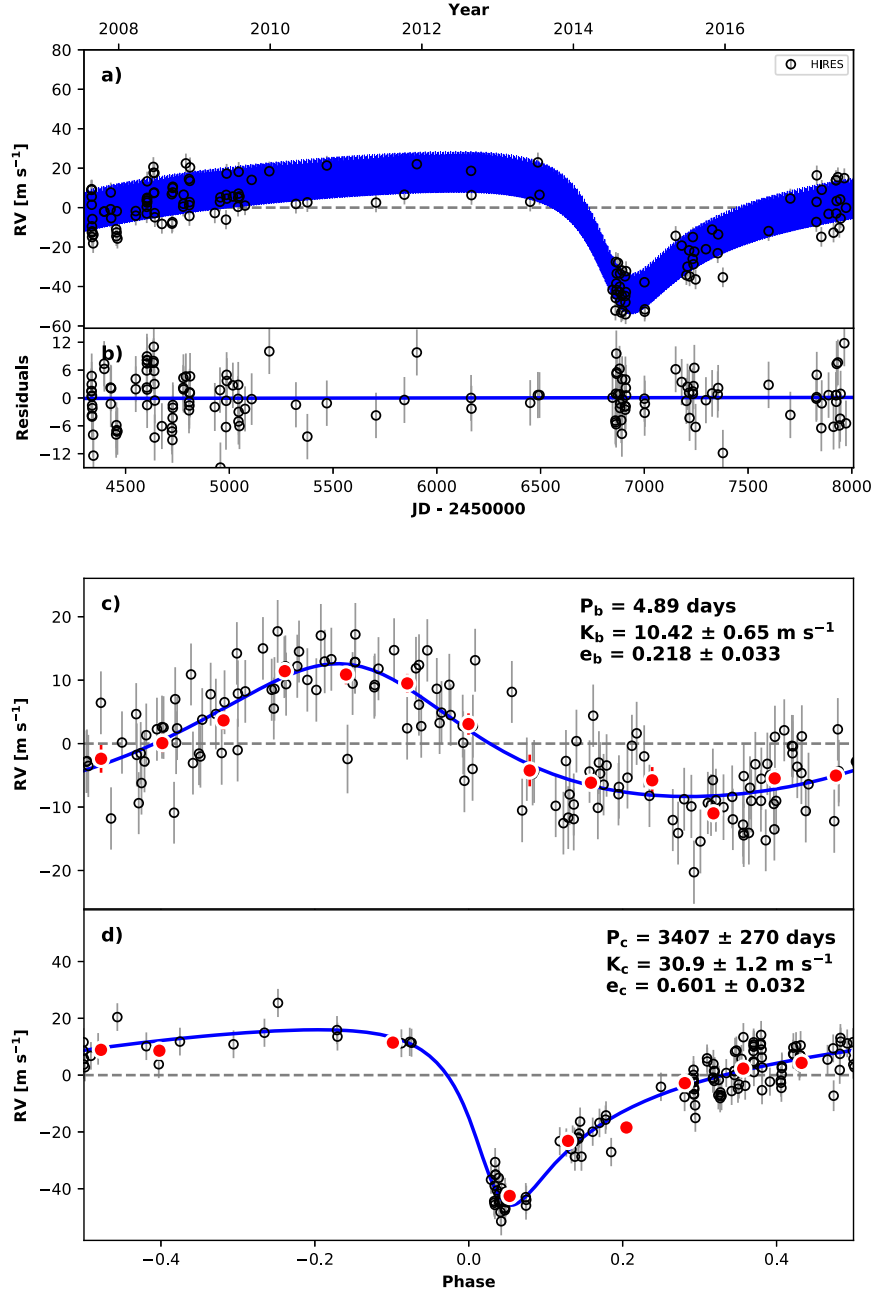 Year
2008 2010 2012 2014 2016
a)
HIRES
80
60
40
20
0
−20
−40
−60
RV [m s⁻¹]
b)
12
6
0
−6
−12
Residuals
4500 5000 5500 6000 6500 7000 7500 8000
JD - 2450000
c)
P_b = 4.89 days
K_b = 10.42 ± 0.65 m s⁻¹
e_b = 0.218 ± 0.033
20
10
0
−10
−20
RV [m s⁻¹]
d)
P_c = 3407 ± 270 days
K_c = 30.9 ± 1.2 m s⁻¹
e_c = 0.601 ± 0.032
40
20
0
−20
−40
RV [m s⁻¹]
−0.4 −0.2 0.0 0.2 0.4
Phase